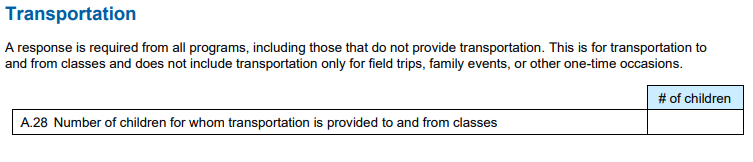 Transportation
A response is required from all programs, including those that do not provide transportation. This is for transportation to
and from classes and does not include transportation only for field trips, family events, or other one-time occasions.
# of children
A.28 Number of children for whom transportation is provided to and from classes